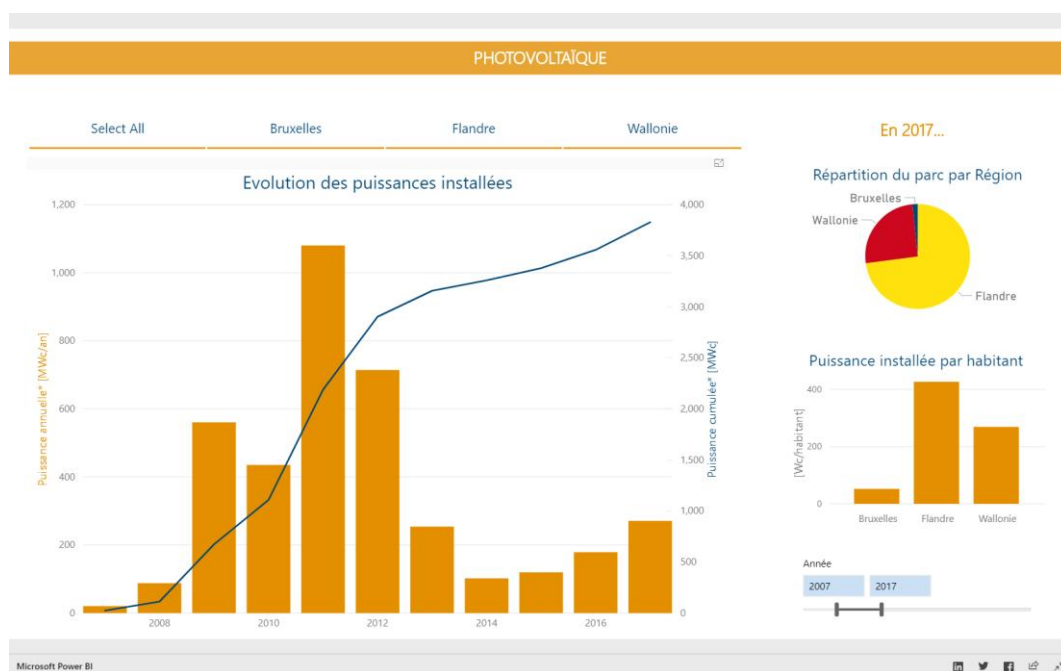 PHOTOVOLTAÏQUE
Select All
Bruxelles
Flandre
Wallonie
En 2017...
Evolution des puissances installées
1,200
1,000
800
600
400
200
0
Puissance annuelle* [MWc/an]
4,000
3,500
3,000
2,500
2,000
1,500
1,000
500
0
Puissance cumulée* [MWc]
2008
2010
2012
2014
2016
Répartition du parc par Région
Bruxelles
Wallonie
Flandre
Puissance installée par habitant
400
200
0
[Wc/habitant]
Bruxelles
Flandre
Wallonie
Année
2007
2017
Microsoft Power BI